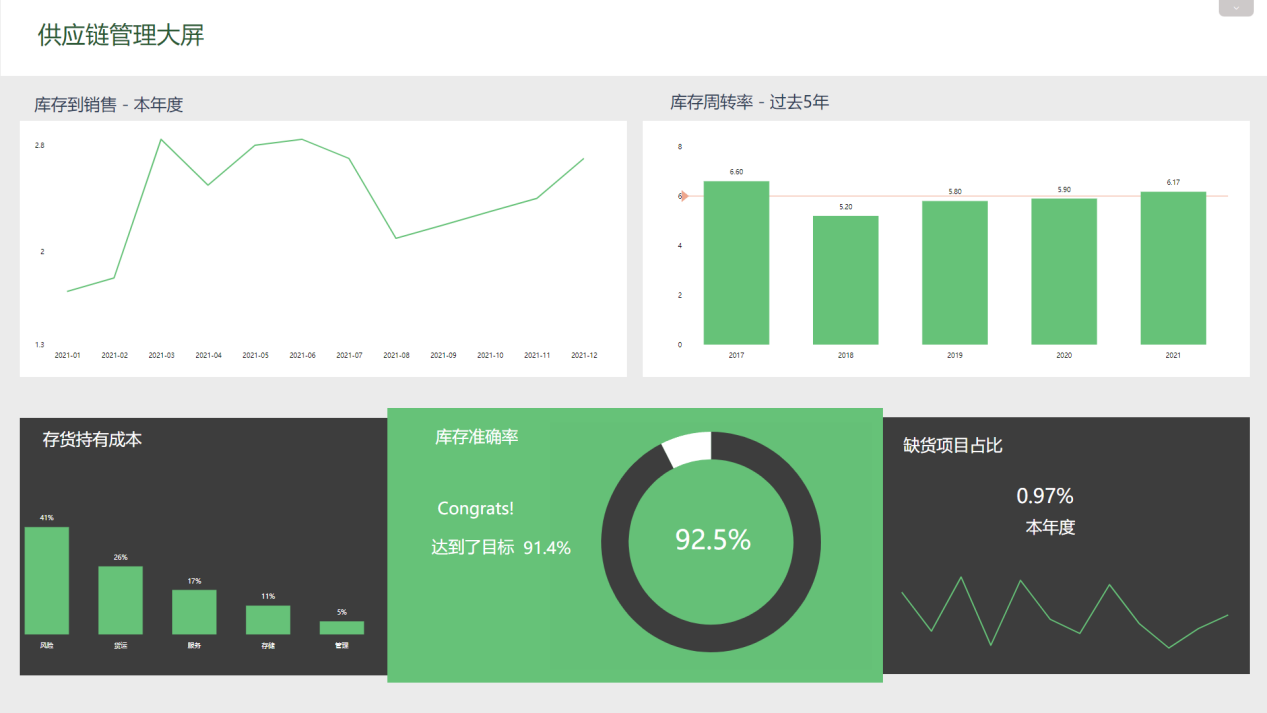 供应链管理大屏
库存到销售 - 本年度
2.8
2
1.3
2021-01 2021-02 2021-03 2021-04 2021-05 2021-06 2021-07 2021-08 2021-09 2021-10 2021-11 2021-12
库存周转率 - 过去5年
8
6
4
2
0
6.60 5.20 5.80 5.90 6.17
2017 2018 2019 2020 2021
存货持有成本
41% 26% 17% 11% 5%
风险 货运 服务 存储 管理
库存准确率
Congrats!
达到了目标 91.4%
92.5%
缺货项目占比
0.97%
本年度